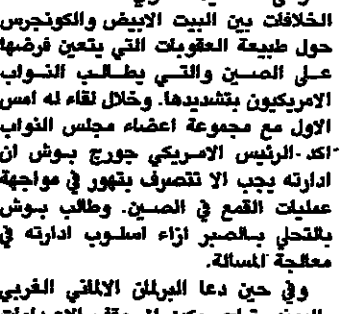 الخلافات بين البيت الابيض والكونجرس
حول طبيعة العقوبات التي يتعين فرضها
على الصين والتي يطالب النواب
الامريكيون بتشديدها. وخلال لقاء له امس
الاول مع مجموعة اعضاء مجلس النواب
اكد الرئيس الامريكي جورج بوش ان
ادارته يجب الا تتصرف بتهور في مواجهة
عمليات القمع في الصين. وطالب بوش
بالتحلي بالصبر ازاء اسلوب ادارته في
معالجة المسالة.
وفي حين دعا البرلمان الالماني الغربي